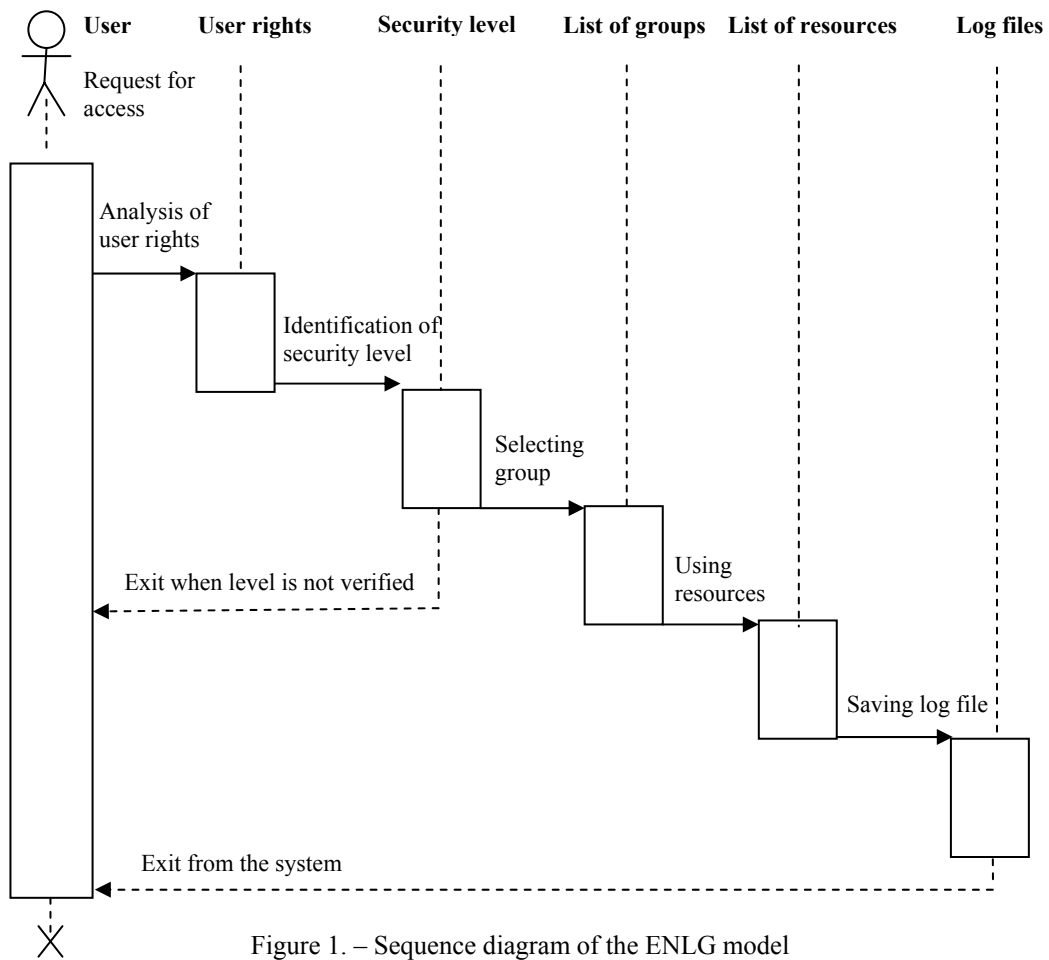 User
User rights
Security level
List of groups
List of resources
Log files
Request for
access
Analysis of
user rights
Identification of
security level
Selecting
group
Exit when level is not verified
Using
resources
Saving log file
Exit from the system
Figure 1. – Sequence diagram of the ENLG model